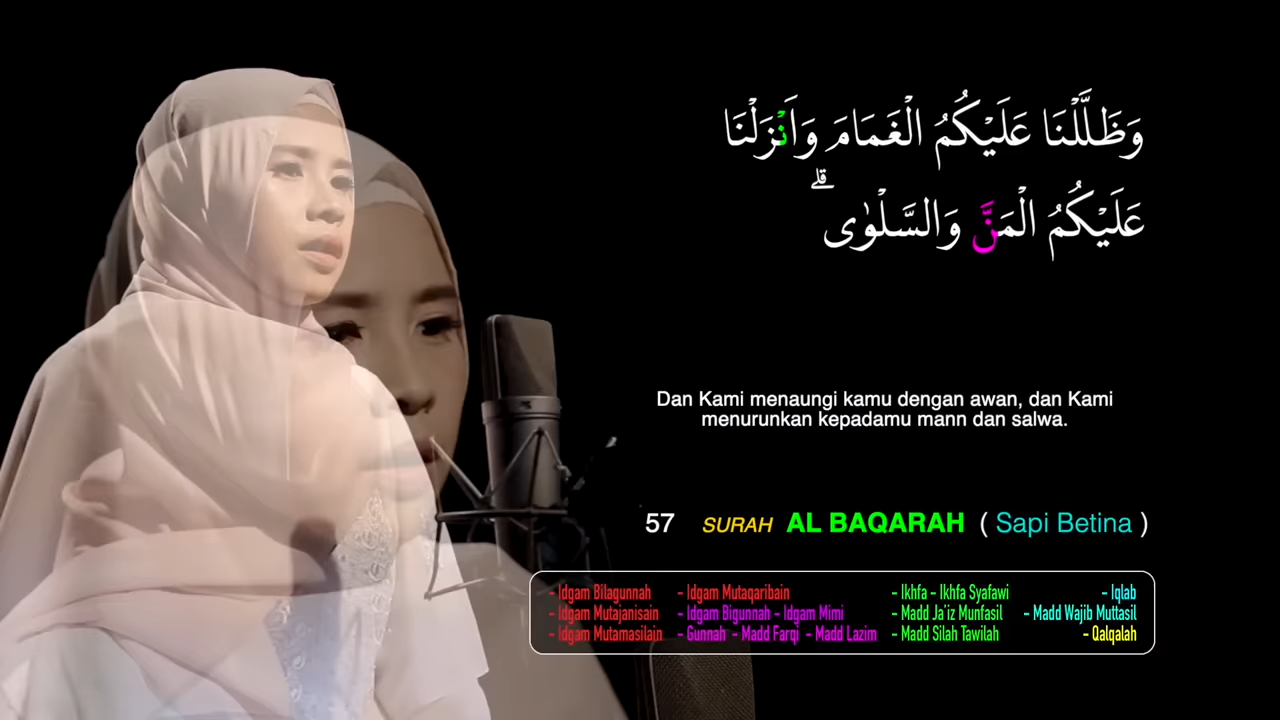 وَظَلَّلْنَا عَلَيْكُمُ الْغَمَامَ وَاَنْزَلْنَا
عَلَيْكُمُ الْمَنَّ وَالسَّلْوٰى ۗ
Dan Kami menaungi kamu dengan awan, dan Kami
menurunkan kepadamu mann dan salwa.
57 SURAH AL BAQARAH ( Sapi Betina )
- Idgam Bilagunnah - Idgam Mutaqaribain - Ikhfa - Ikhfa Syafawi - Iqlab
- Idgam Mutajanisain - Idgam Bigunnah - Idgam Mimi - Madd Ja'iz Munfasil - Madd Wajib Muttasil
- Idgam Mutamasilain - Gunnah - Madd Farqi - Madd Lazim - Madd Silah Tawilah - Qalqalah